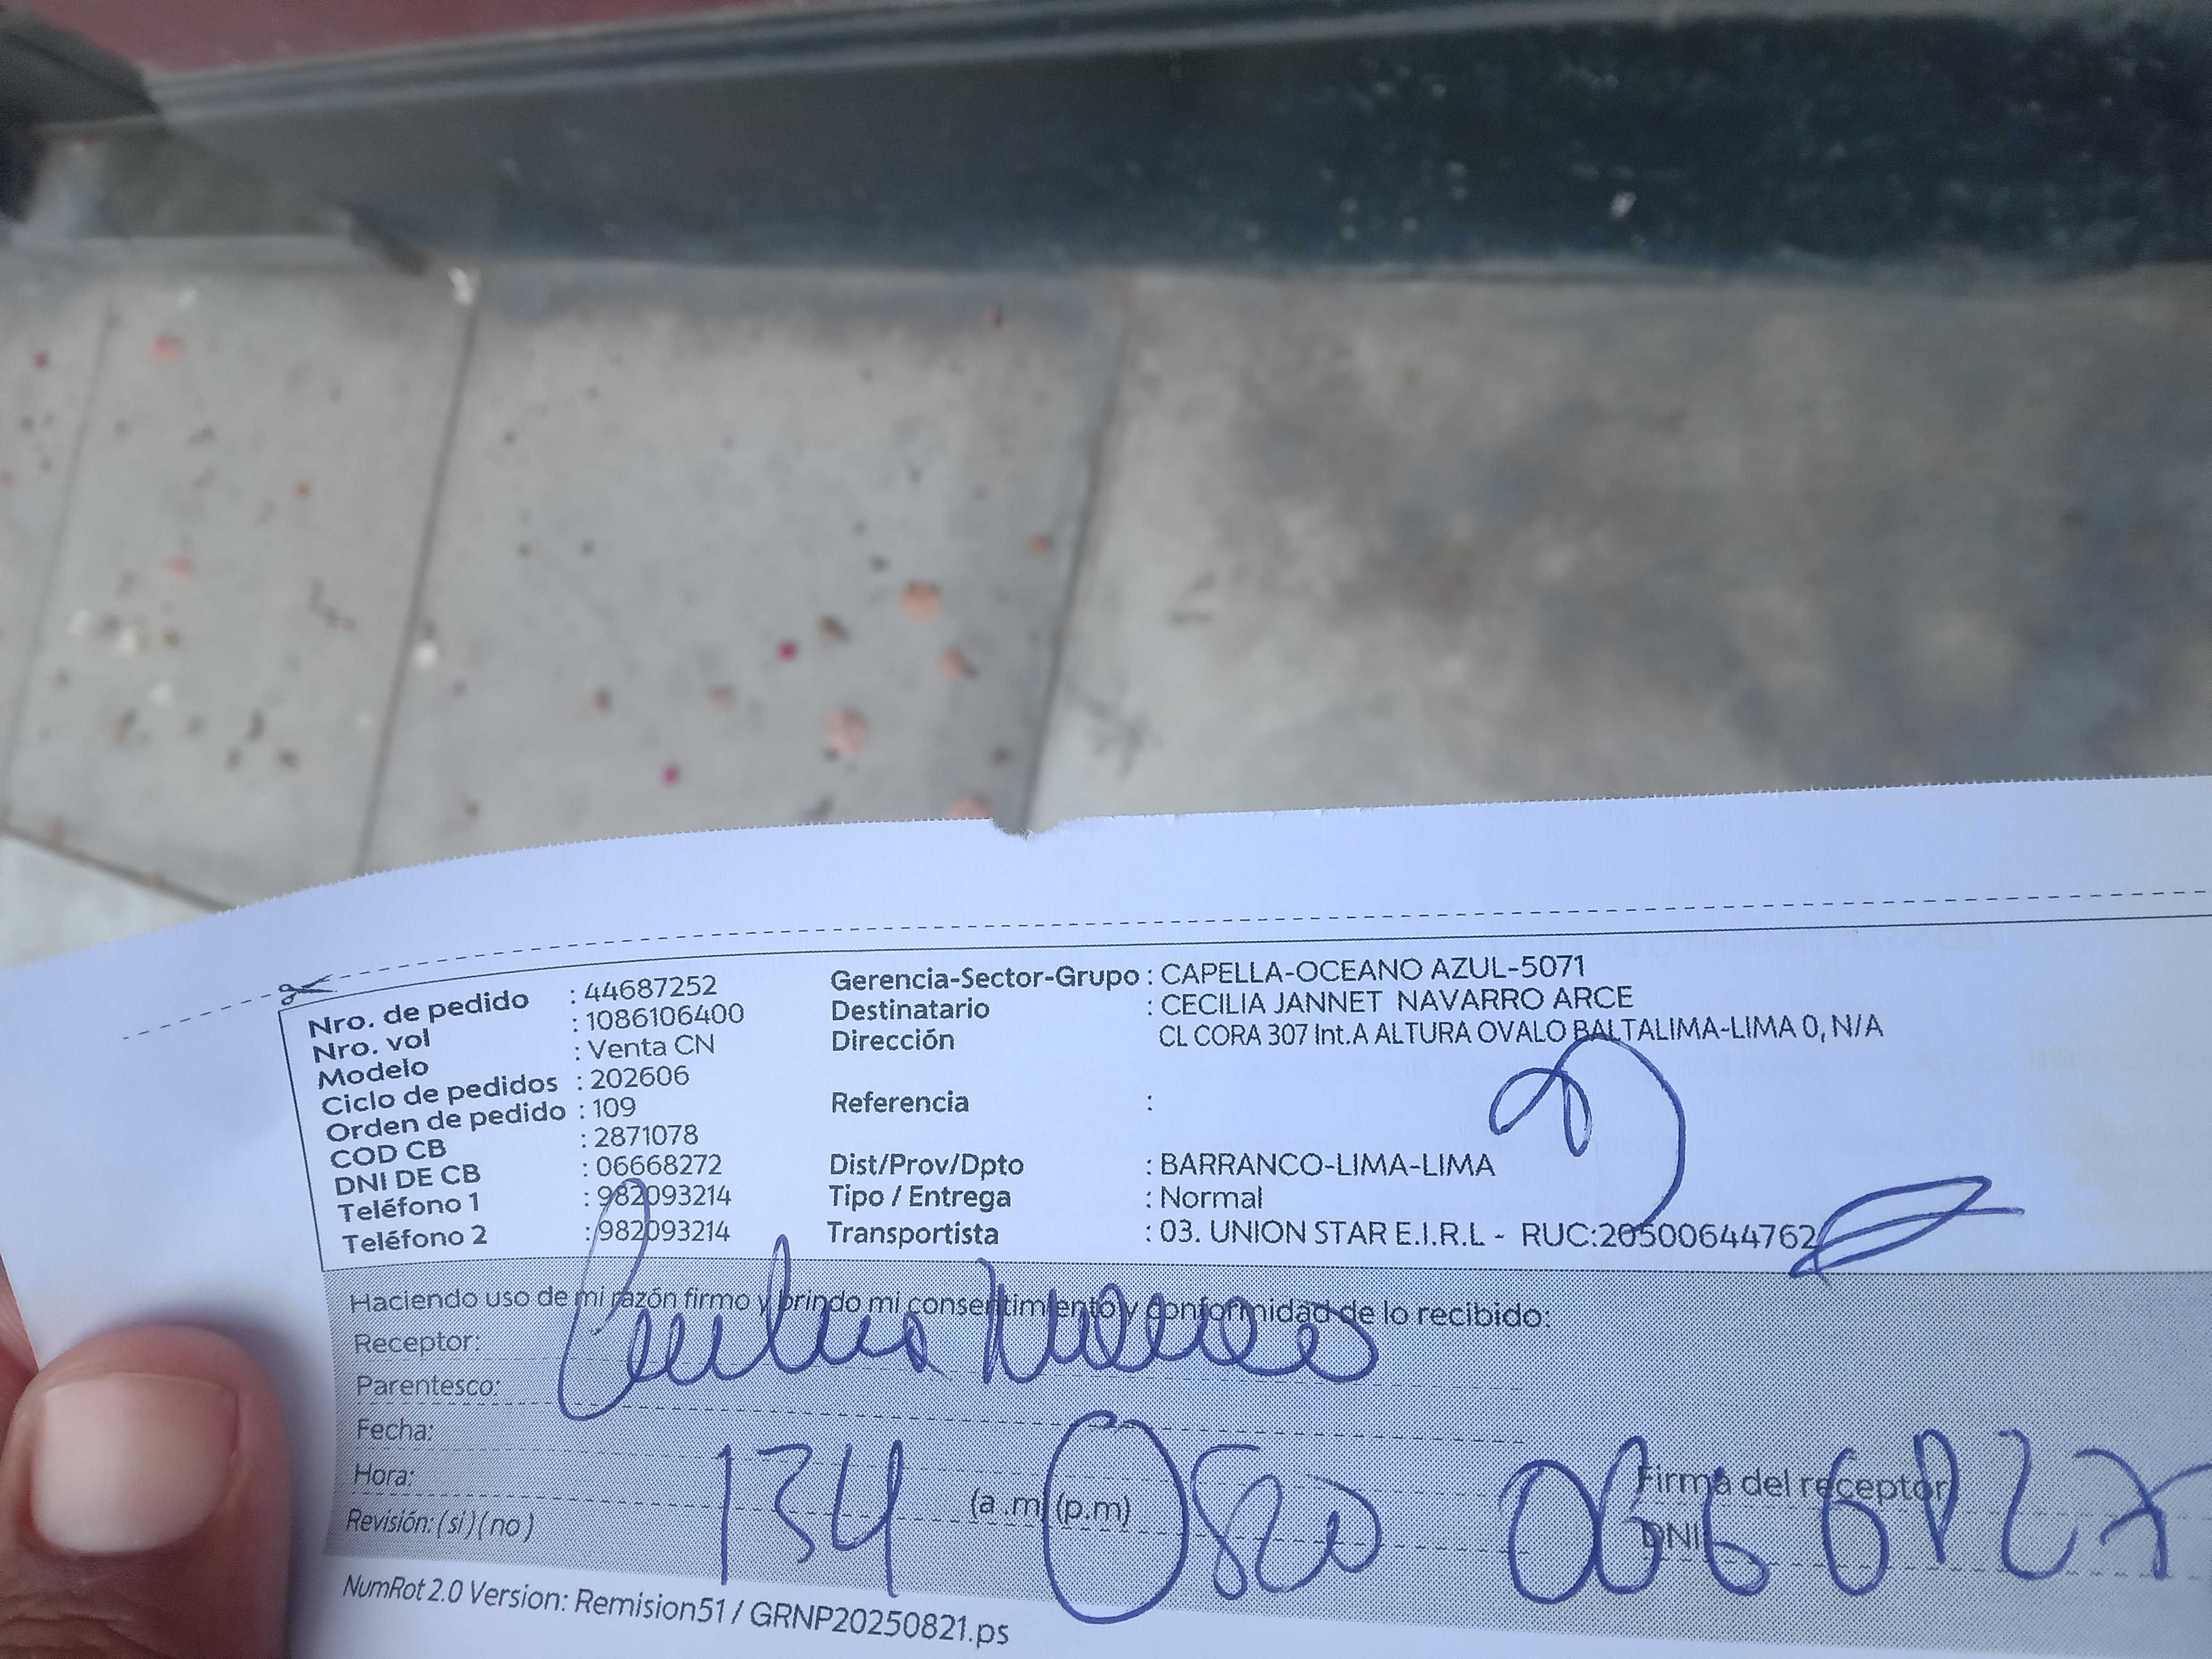 Nro. de pedido : 44687252
Nro. vol : 1086106400
Modelo : Venta CN
Ciclo de pedidos : 202606
Orden de pedido : 109
COD CB : 2871078
DNI DE CB : 06668272
Teléfono 1 : 982093214
Teléfono 2 : 982093214
Gerencia-Sector-Grupo : CAPELLA-OCEANO AZUL-5071
Destinatario : CECILIA JANNET NAVARRO ARCE
Dirección CL CORA 307 Int.A ALTURA OVALO BALTALIMA-LIMA 0, N/A
Referencia :
Dist/Prov/Dpto : BARRANCO-LIMA-LIMA
Tipo / Entrega : Normal
Transportista : 03. UNION STAR E.I.R.L - RUC:20500644762
Haciendo uso de mi razón firmo y brindo mi consentimiento y conformidad de lo recibido:
Receptor:
Parentesco:
Fecha:
Hora: (a.m) (p.m)
Revisión: (si) (no)
134
Firma del receptor
DNI
NumRot 2.0 Version: Remision51 / GRNP20250821.ps